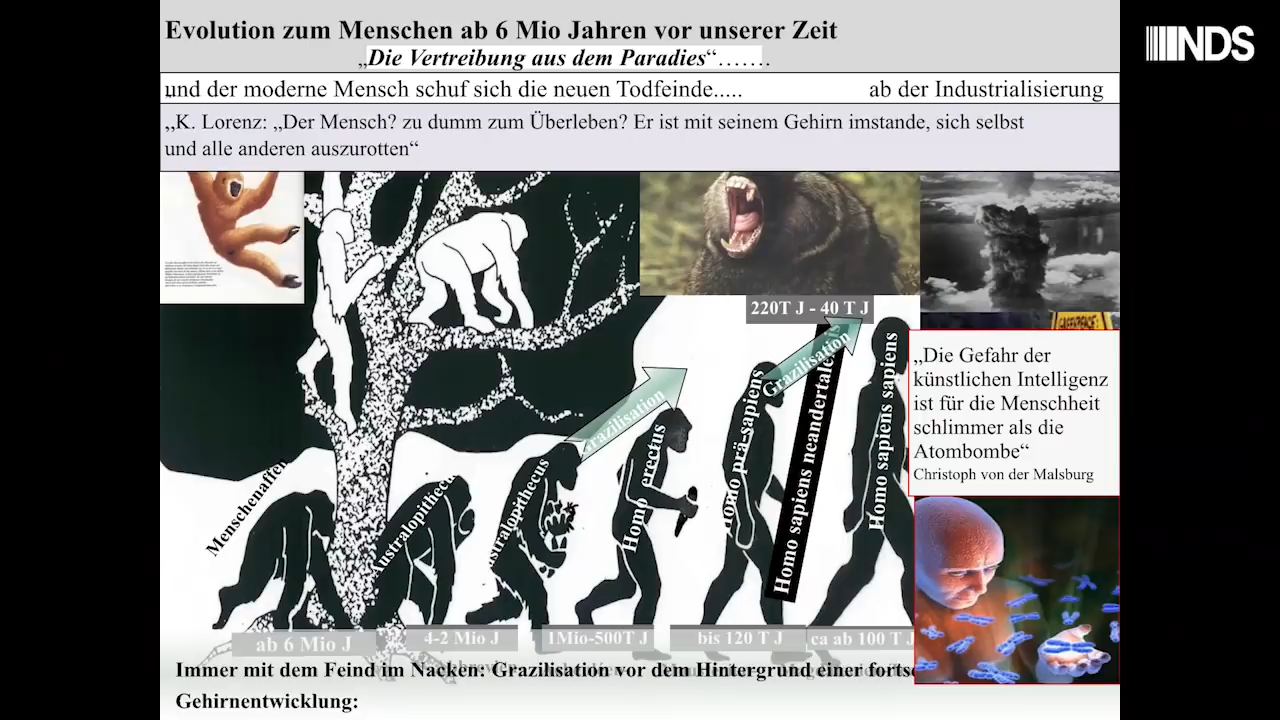 Evolution zum Menschen ab 6 Mio Jahren vor unserer Zeit
„Die Vertreibung aus dem Paradies“…….
und der moderne Mensch schuf sich die neuen Todfeinde..... ab der Industrialisierung
„K. Lorenz: „Der Mensch? zu dumm zum Überleben? Er ist mit seinem Gehirn imstande, sich selbst
und alle anderen auszurotten“
NDS
220T J - 40 T J
GREENPEACE
„Die Gefahr der
künstlichen Intelligenz
ist für die Menschheit
schlimmer als die
Atombombe“
Christoph von der Malsburg
Grazilisation
Grazilisation
Menschenaffen
Australopithecus
Australopithecus
Homo erectus
Homo prä-sapiens
Homo sapiens neandertale
Homo sapiens sapiens
ab 6 Mio J
4-2 Mio J
1Mio-500T J
bis 120 T J
ca ab 100 T J
Immer mit dem Feind im Nacken: Grazilisation vor dem Hintergrund einer fortsc
Gehirnentwicklung: